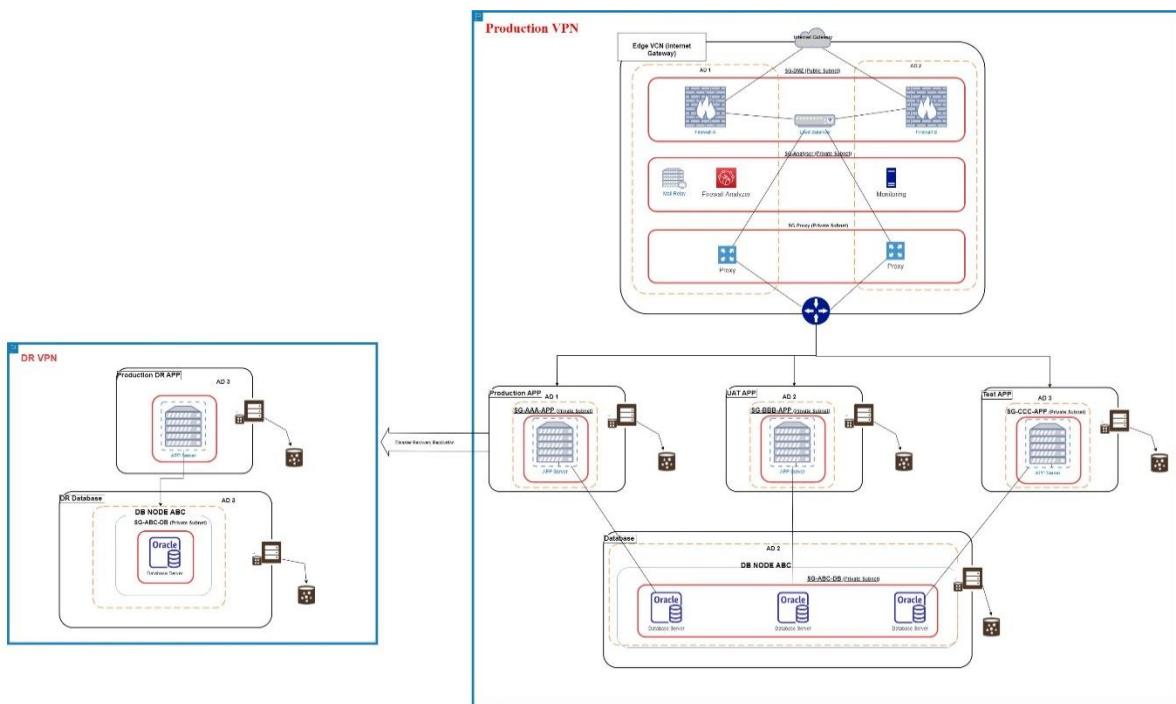 Production VPN
Internet Gateway
Edge VCN (Internet
Gateway)
AD 1
SG-DMZ (Public Subnet)
AD 2
Firewall
Load Balancer
Firewall
SG-Analyser (Private Subnet)
Mail Relay
Firewall Analyzer
Monitoring
SG Proxy (Private Subnet)
Proxy
Proxy
DR VPN
Production DR APP
AD 3
APP Server
DR Database
AD 3
DB NODE ABC
SG-ABC-DB (Private Subnet)
Oracle
Database Server
Disaster Recovery Replication
Production APP
AD 1
SG-AAA-APP (Private Subnet)
APP Server
UAT APP
AD 2
SG-BBB-APP (Private Subnet)
APP Server
Test APP
AD 3
SG-CCC-APP (Private Subnet)
APP Server
Database
AD 2
DB NODE ABC
SG-ABC-DB (Private Subnet)
Oracle
Database Server
Oracle
Database Server
Oracle
Database Server